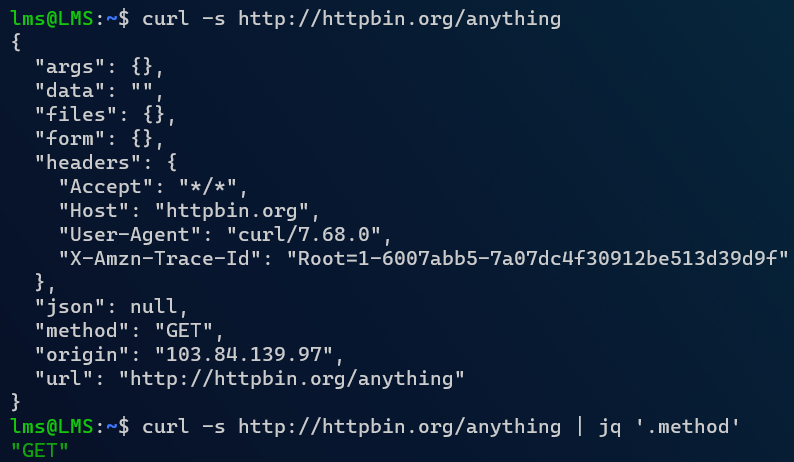 lms@LMS:~$ curl -s http://httpbin.org/anything
{
  "args": {},
  "data": "",
  "files": {},
  "form": {},
  "headers": {
    "Accept": "*/*",
    "Host": "httpbin.org",
    "User-Agent": "curl/7.68.0",
    "X-Amzn-Trace-Id": "Root=1-6007abb5-7a07dc4f30912be513d39d9f"
  },
  "json": null,
  "method": "GET",
  "origin": "103.84.139.97",
  "url": "http://httpbin.org/anything"
}
lms@LMS:~$ curl -s http://httpbin.org/anything | jq '.method'
"GET"